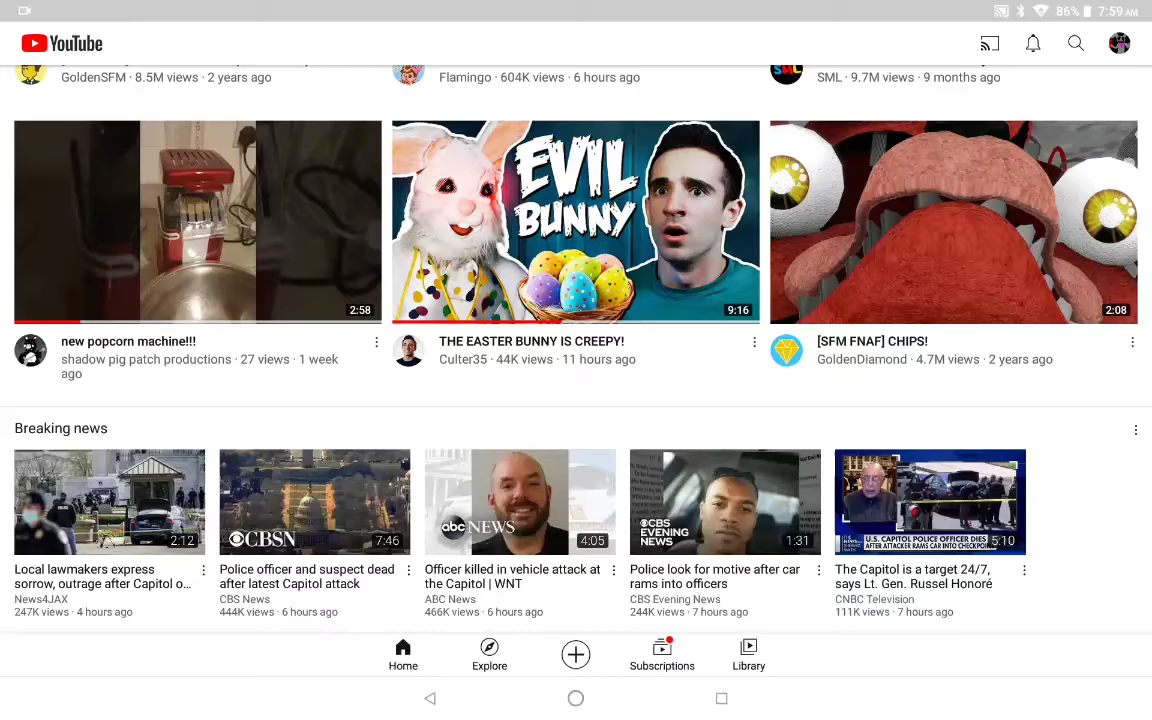 86% 7:59 AM
YouTube
GoldenSFM · 8.5M views · 2 years ago
Flamingo · 604K views · 6 hours ago
SML
SML · 9.7M views · 9 months ago
EVIL
BUNNY
2:58
9:16
2:08
new popcorn machine!!!
shadow pig patch productions · 27 views · 1 week
ago
THE EASTER BUNNY IS CREEPY!
Culter35 · 44K views · 11 hours ago
[SFM FNAF] CHIPS!
GoldenDiamond · 4.7M views · 2 years ago
Breaking news
2:12
CBSN
7:46
abc NEWS
4:05
CBS
EVENING
NEWS
1:31
U.S. CAPITOL POLICE OFFICER DIES
AFTER ATTACKER RAMS CAR INTO CHECKPOINT
5:10
Local lawmakers express
sorrow, outrage after Capitol o...
News4JAX
247K views · 4 hours ago
Police officer and suspect dead
after latest Capitol attack
CBS News
444K views · 6 hours ago
Officer killed in vehicle attack at
the Capitol | WNT
ABC News
466K views · 6 hours ago
Police look for motive after car
rams into officers
CBS Evening News
244K views · 7 hours ago
The Capitol is a target 24/7,
says Lt. Gen. Russel Honoré
CNBC Television
111K views · 7 hours ago
Home
Explore
Subscriptions
Library